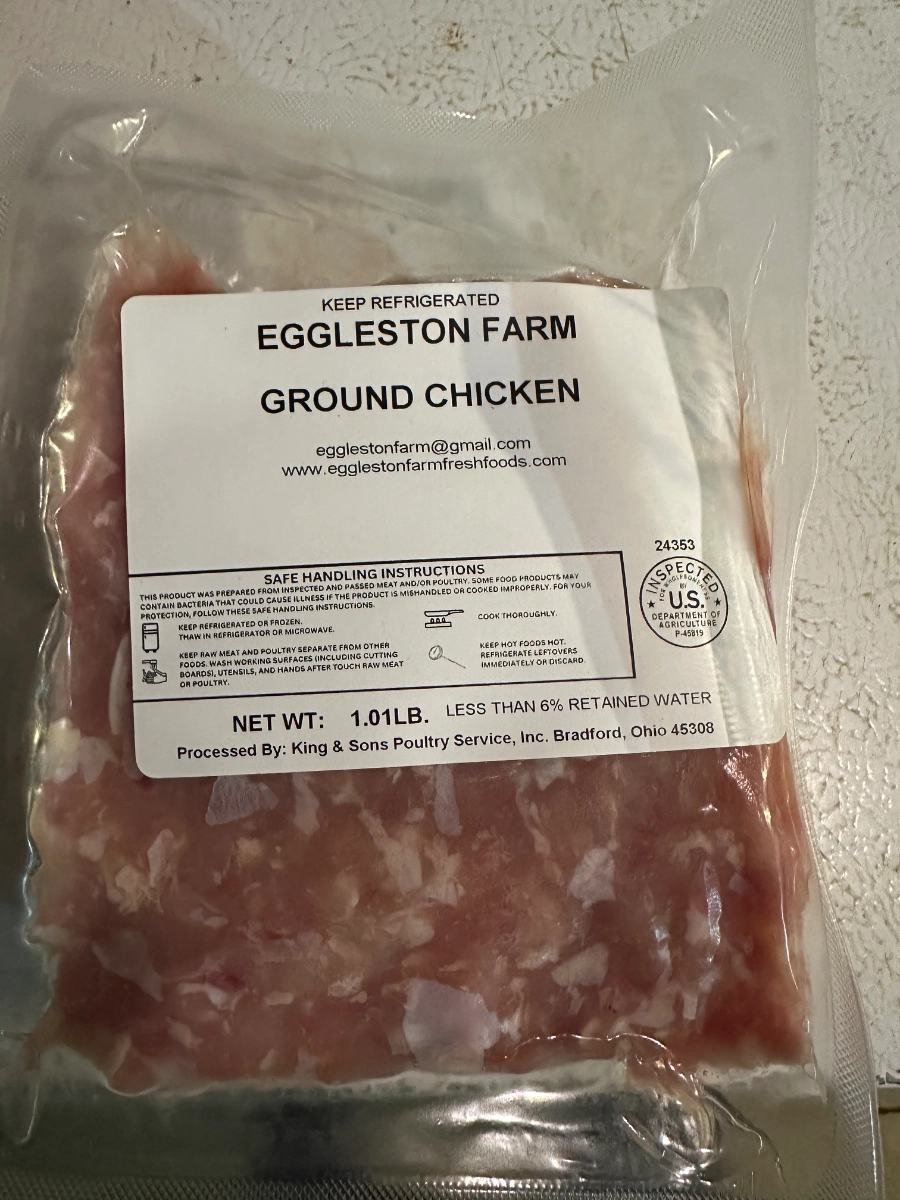 KEEP REFRIGERATED
EGGLESTON FARM
GROUND CHICKEN
egglestonfarm@gmail.com
www.egglestonfarmfreshfoods.com
SAFE HANDLING INSTRUCTIONS
THIS PRODUCT WAS PREPARED FROM INSPECTED AND PASSED MEAT AND/OR POULTRY. SOME FOOD PRODUCTS MAY
CONTAIN BACTERIA THAT COULD CAUSE ILLNESS IF THE PRODUCT IS MISHANDLED OR COOKED IMPROPERLY. FOR YOUR
PROTECTION, FOLLOW THESE SAFE HANDLING INSTRUCTIONS.
KEEP REFRIGERATED OR FROZEN.
THAW IN REFRIGERATOR OR MICROWAVE.
COOK THOROUGHLY.
KEEP RAW MEAT AND POULTRY SEPARATE FROM OTHER
FOODS. WASH WORKING SURFACES (INCLUDING CUTTING
BOARDS), UTENSILS, AND HANDS AFTER TOUCH RAW MEAT
OR POULTRY.
KEEP HOT FOODS HOT.
REFRIGERATE LEFTOVERS
IMMEDIATELY OR DISCARD.
24353
INSPECTED
FOR WHOLESOMENESS
BY
U.S.
DEPARTMENT OF
AGRICULTURE
P-45819
NET WT: 1.01LB. LESS THAN 6% RETAINED WATER
Processed By: King & Sons Poultry Service, Inc. Bradford, Ohio 45308